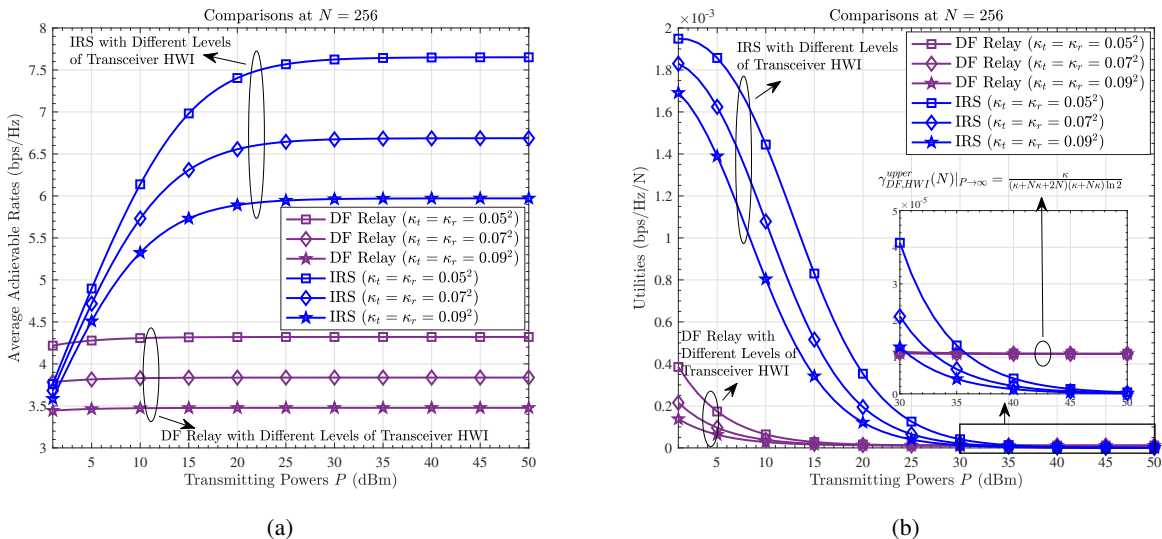 Comparisons at N = 256
IRS with Different Levels
of Transceiver HWI
DF Relay (κt = κr = 0.05²)
DF Relay (κt = κr = 0.07²)
DF Relay (κt = κr = 0.09²)
IRS (κt = κr = 0.05²)
IRS (κt = κr = 0.07²)
IRS (κt = κr = 0.09²)
DF Relay with Different Levels of Transceiver HWI
8
7.5
7
6.5
6
5.5
5
4.5
4
3.5
3
5 10 15 20 25 30 35 40 45 50
Average Achievable Rates (bps/Hz)
Transmitting Powers P (dBm)
(a)
Comparisons at N = 256
2 ×10⁻³
1.8
1.6
1.4
1.2
1
0.8
0.6
0.4
0.2
0
IRS with Different Levels
of Transceiver HWI
DF Relay (κt = κr = 0.05²)
DF Relay (κt = κr = 0.07²)
DF Relay (κt = κr = 0.09²)
IRS (κt = κr = 0.05²)
IRS (κt = κr = 0.07²)
IRS (κt = κr = 0.09²)
γ^{upper}_{DF,HWI}(N)|_{P→∞} = κ / ((κ+Nκ+2N)(κ+Nκ) ln 2)
5 ×10⁻⁵
4
3
2
1
0
30 35 40 45 50
DF Relay with
Different Levels of
Transceiver HWI
5 10 15 20 25 30 35 40 45 50
Utilities (bps/Hz/N)
Transmitting Powers P (dBm)
(b)